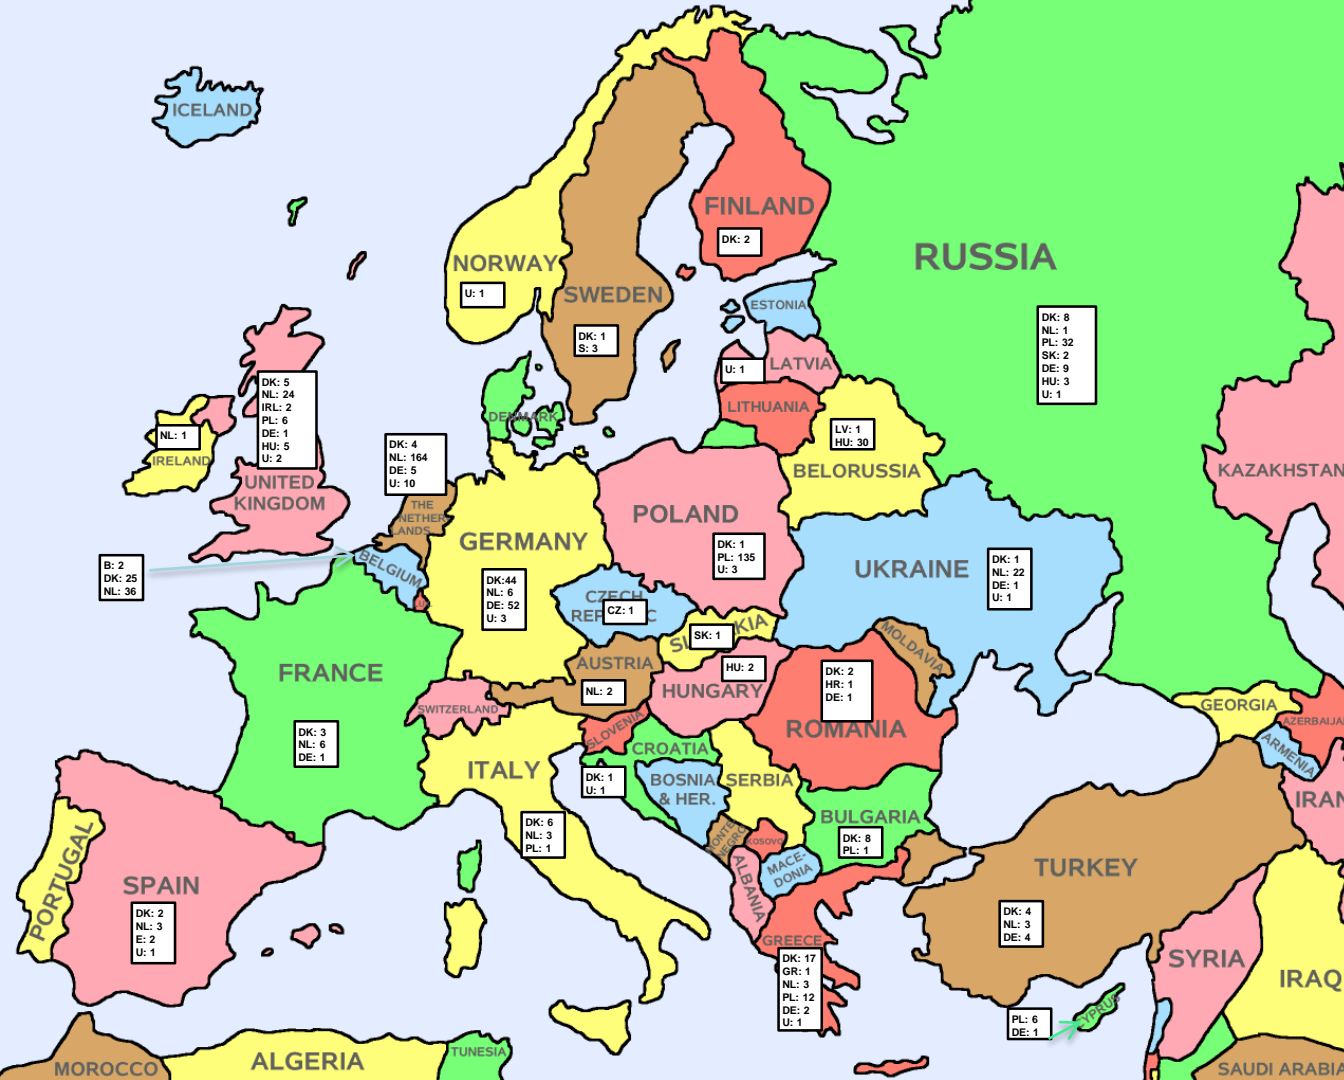 ICELAND
NORWAY
U: 1
SWEDEN
DK: 1
S: 3
FINLAND
DK: 2
RUSSIA
DK: 8
NL: 1
PL: 32
SK: 2
DE: 9
HU: 3
U: 1
ESTONIA
LATVIA
U: 1
LITHUANIA
BELORUSSIA
LV: 1
HU: 30
DENMARK
DK: 5
NL: 24
IRL: 2
PL: 6
DE: 1
HU: 5
U: 2
UNITED
KINGDOM
NL: 1
IRELAND
DK: 4
NL: 164
DE: 5
U: 10
THE
NETHER
LANDS
B: 2
DK: 25
NL: 36
BELGIUM
GERMANY
DK:44
NL: 6
DE: 52
U: 3
POLAND
DK: 1
PL: 135
U: 3
KAZAKHSTAN
UKRAINE
DK: 1
NL: 22
DE: 1
U: 1
CZECH
REP C
CZ: 1
SK: 1
AUSTRIA
NL: 2
HU: 2
HUNGARY
MOLDAVIA
DK: 2
HR: 1
DE: 1
ROMANIA
FRANCE
DK: 3
NL: 6
DE: 1
SWITZERLAND
SLOVENIA
CROATIA
DK: 1
U: 1
BOSNIA
& HER.
SERBIA
ITALY
DK: 6
NL: 3
PL: 1
BULGARIA
DK: 8
PL: 1
MONTE
NEGRO
KOSOVO
MACE-
DONIA
ALBANIA
GREECE
DK: 17
GR: 1
NL: 3
PL: 12
DE: 2
U: 1
GEORGIA
AZERBAIJA
ARMENIA
IRAN
TURKEY
DK: 4
NL: 3
DE: 4
PORTUGAL
SPAIN
DK: 2
NL: 3
E: 2
U: 1
SYRIA
IRAQ
PL: 6
DE: 1
CYPRUS
MOROCCO
ALGERIA
TUNESIA
SAUDI ARABIA